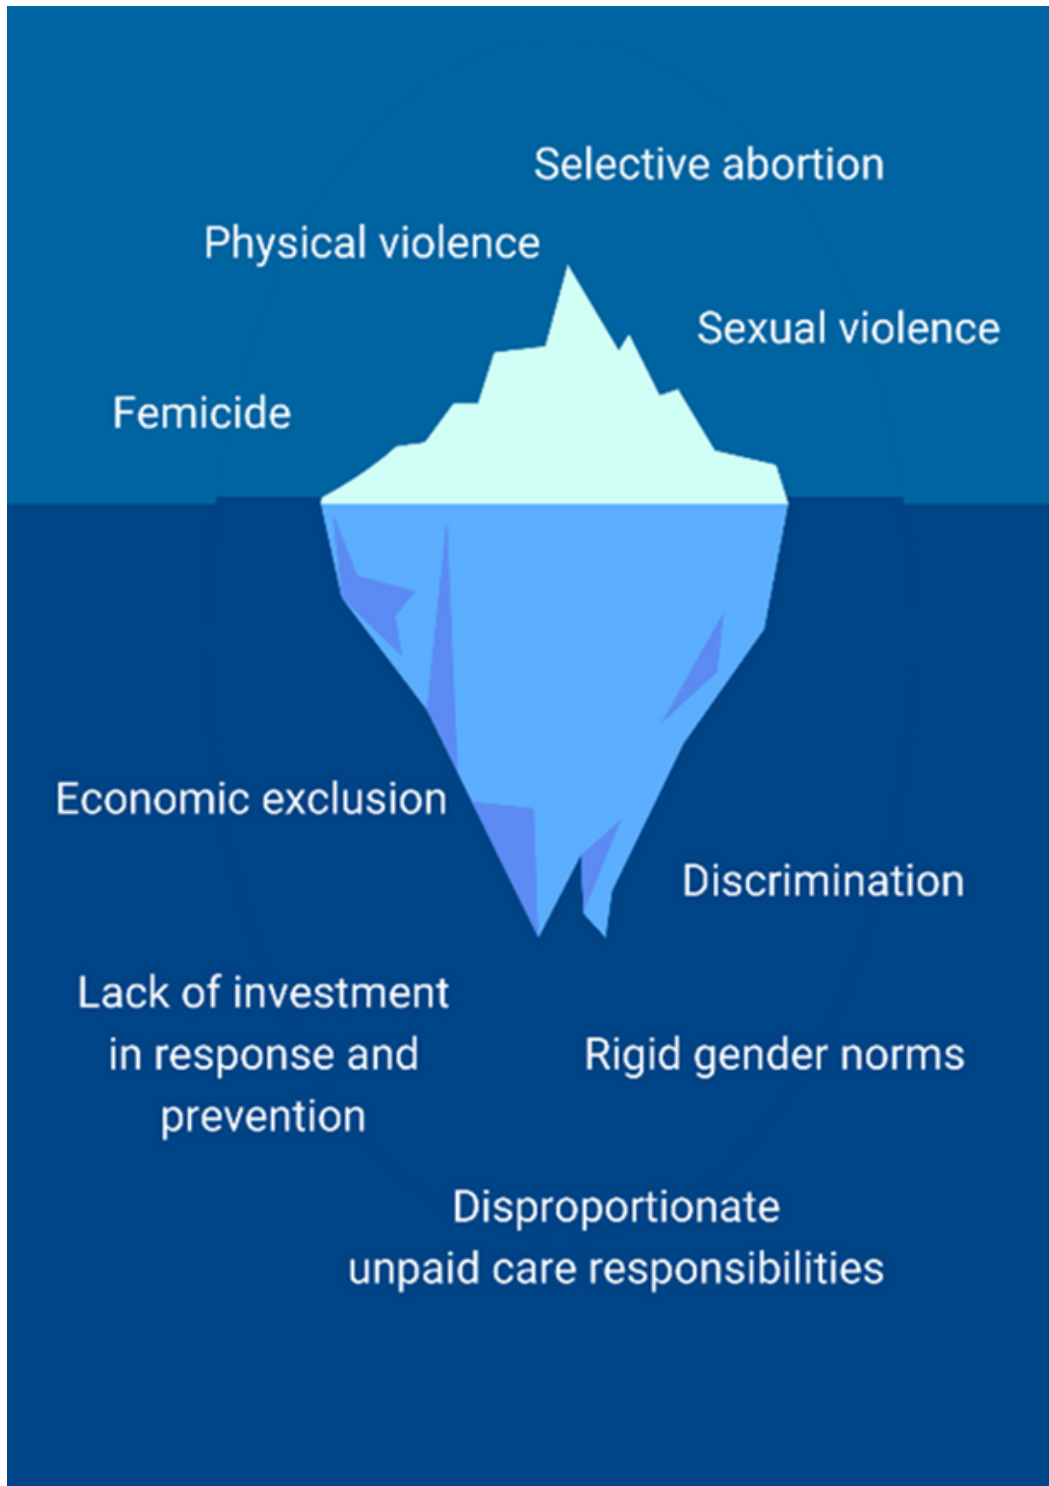 Selective abortion
Physical violence
Sexual violence
Femicide
Economic exclusion
Discrimination
Lack of investment
in response and
prevention
Rigid gender norms
Disproportionate
unpaid care responsibilities